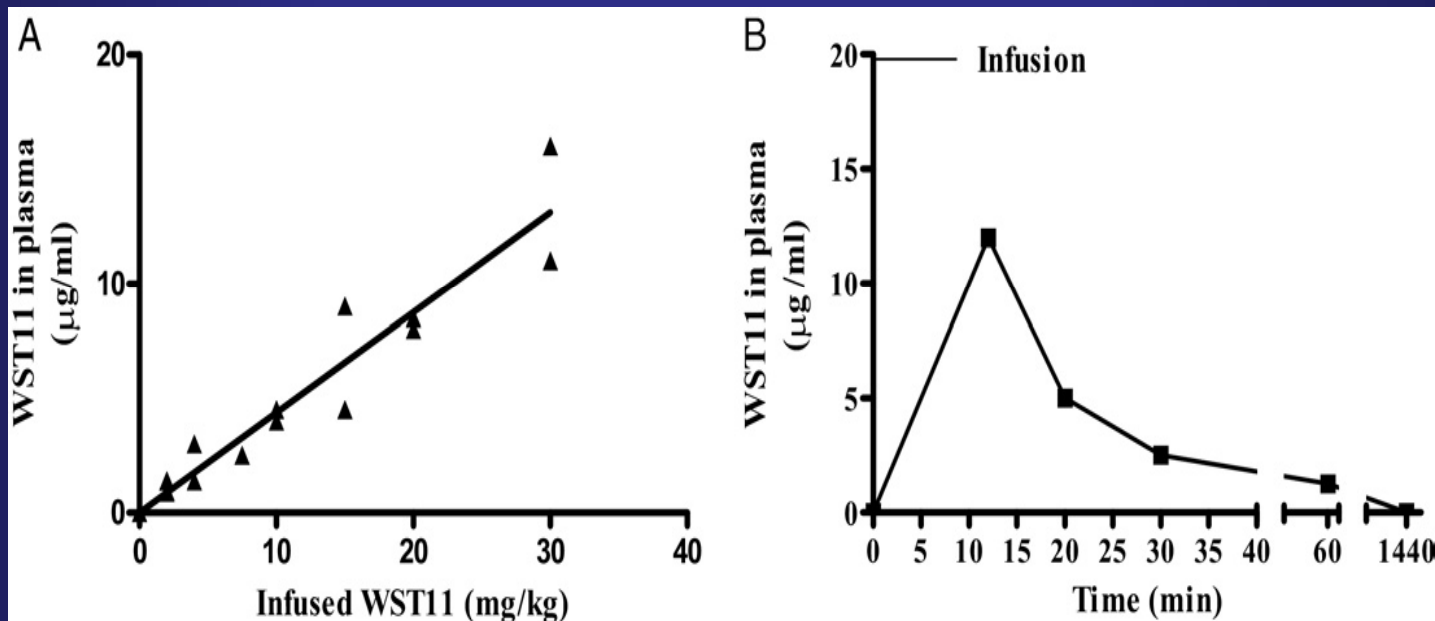 A
WST11 in plasma
(µg/ml)
20
10
0
0 10 20 30 40
Infused WST11 (mg/kg)
B
Infusion
WST11 in plasma
(µg /ml)
20
15
10
5
0
0 5 10 15 20 25 30 35 40 60 1440
Time (min)